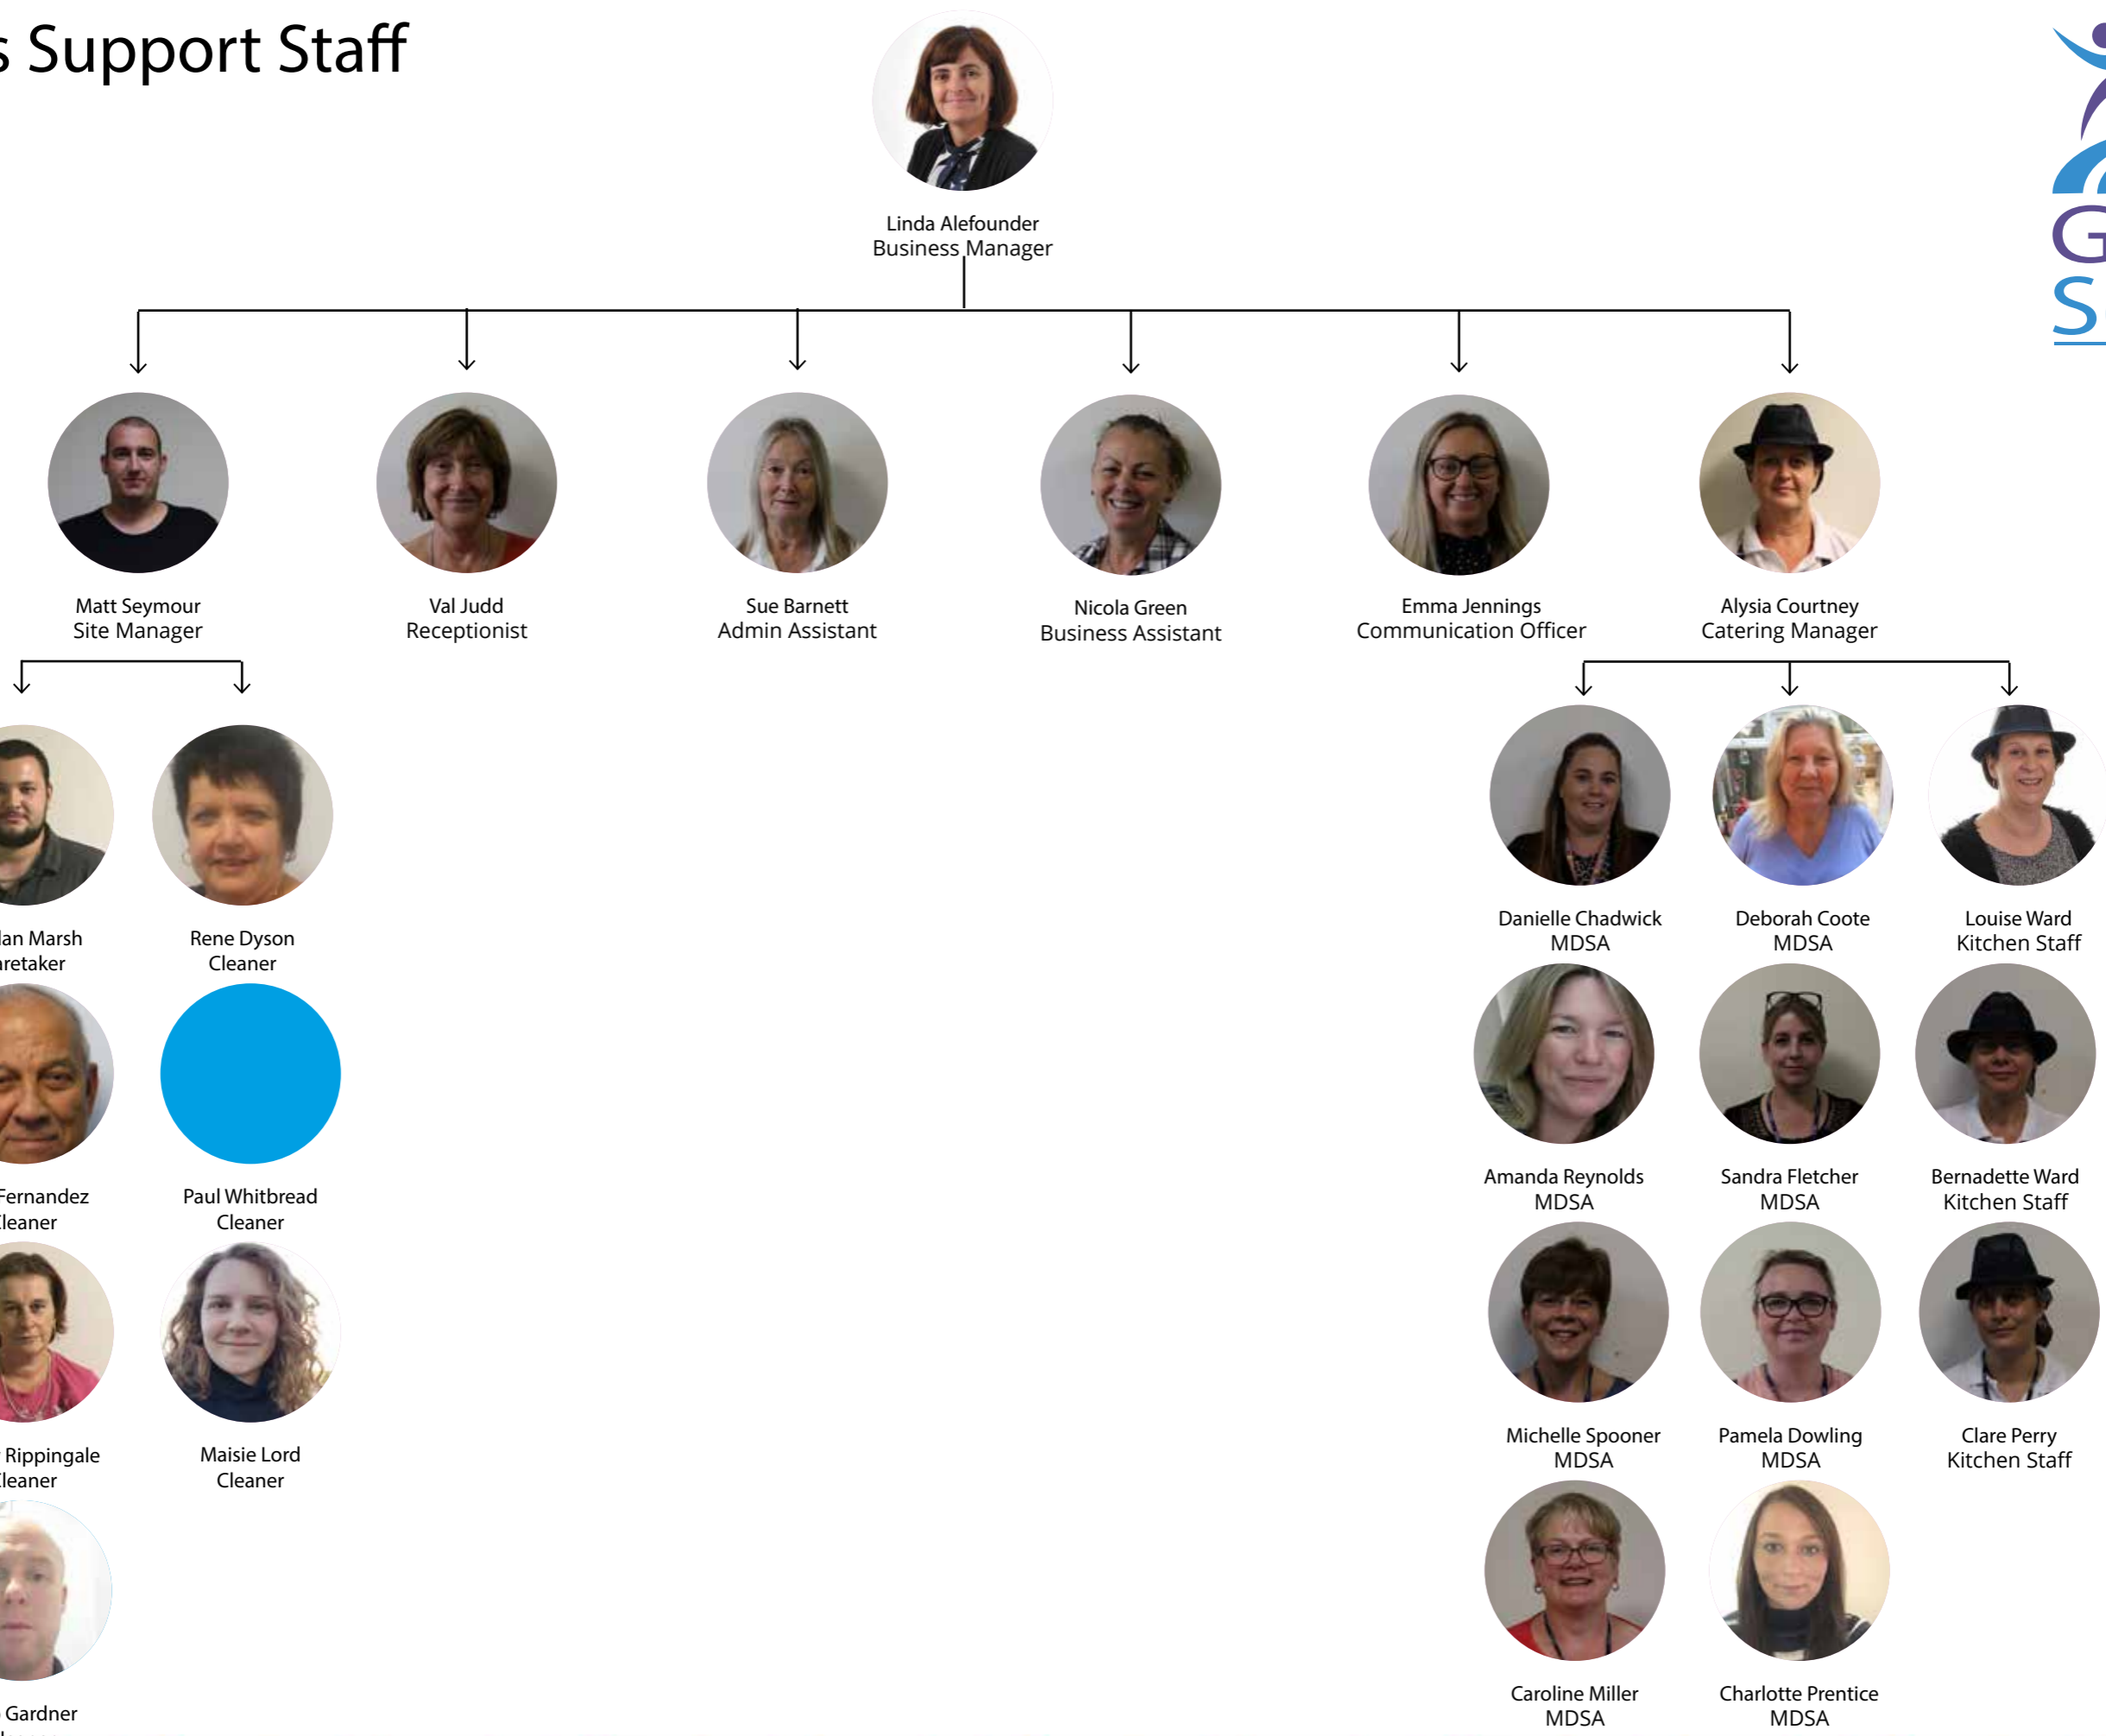 Support Staff
Linda Alefounder
Business Manager
Matt Seymour
Site Manager
Val Judd
Receptionist
Sue Barnett
Admin Assistant
Nicola Green
Business Assistant
Emma Jennings
Communication Officer
Alysia Courtney
Catering Manager
Marsh
Rene Dyson
Cleaner
Danielle Chadwick
MDSA
Deborah Coote
MDSA
Louise Ward
Kitchen Staff
Fernandez
Paul Whitbread
Cleaner
Amanda Reynolds
MDSA
Sandra Fletcher
MDSA
Bernadette Ward
Kitchen Staff
Rippingale
Maisie Lord
Cleaner
Michelle Spooner
MDSA
Pamela Dowling
MDSA
Clare Perry
Kitchen Staff
Gardner
Caroline Miller
MDSA
Charlotte Prentice
MDSA